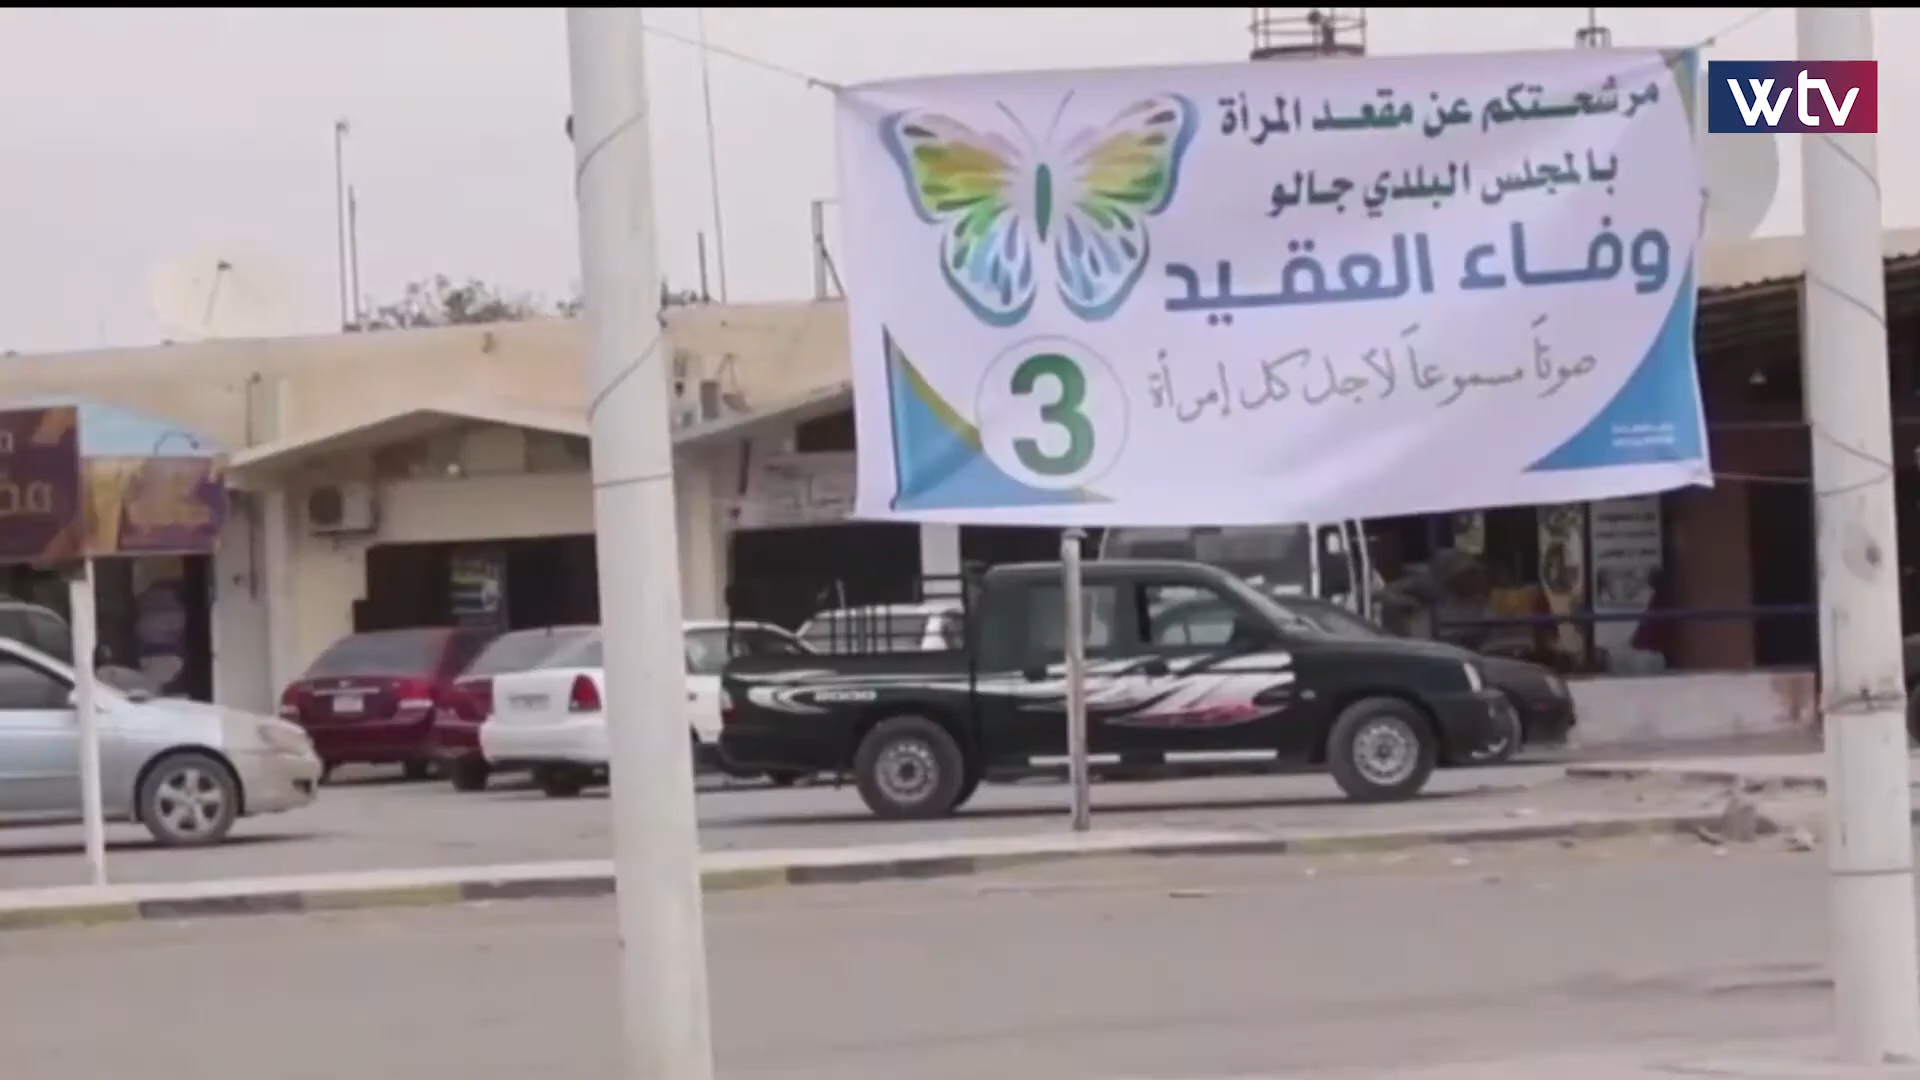 wtv
مرشحتكم عن مقعد المرأة
بالمجلس البلدي جالو
وفاء العقيد
صوتاً مسموعاً لأجل كل إمرأة
3